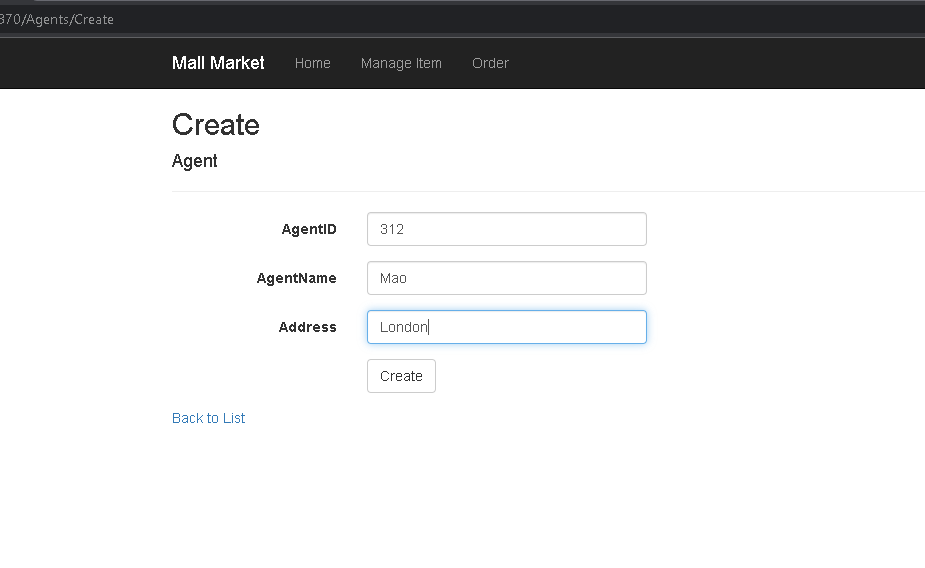 370/Agents/Create
Mall Market Home Manage Item Order
Create
Agent
AgentID 312
AgentName Mao
Address London
Create
Back to List